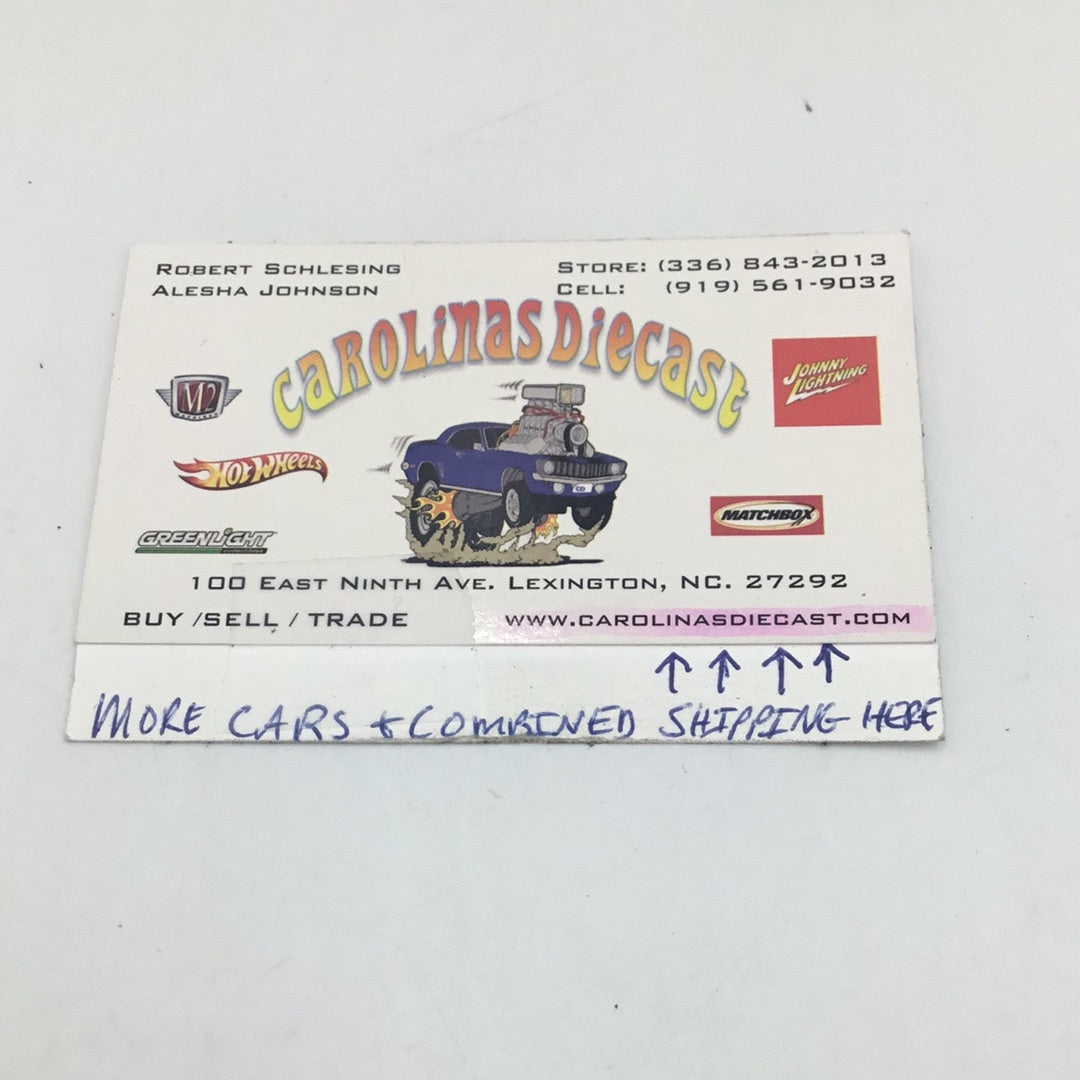 ROBERT SCHLESING
ALESHA JOHNSON
STORE: (336) 843-2013
CELL: (919) 561-9032
CAROLINAS DIECAST
M2
JOHNNY LIGHTNING
HOT WHEELS
MATCHBOX
GREENLIGHT
collectibles
100 EAST NINTH AVE. LEXINGTON, NC. 27292
BUY /SELL / TRADE
WWW.CAROLINASDIECAST.COM
MORE CARS + COMBINED SHIPPING HERE